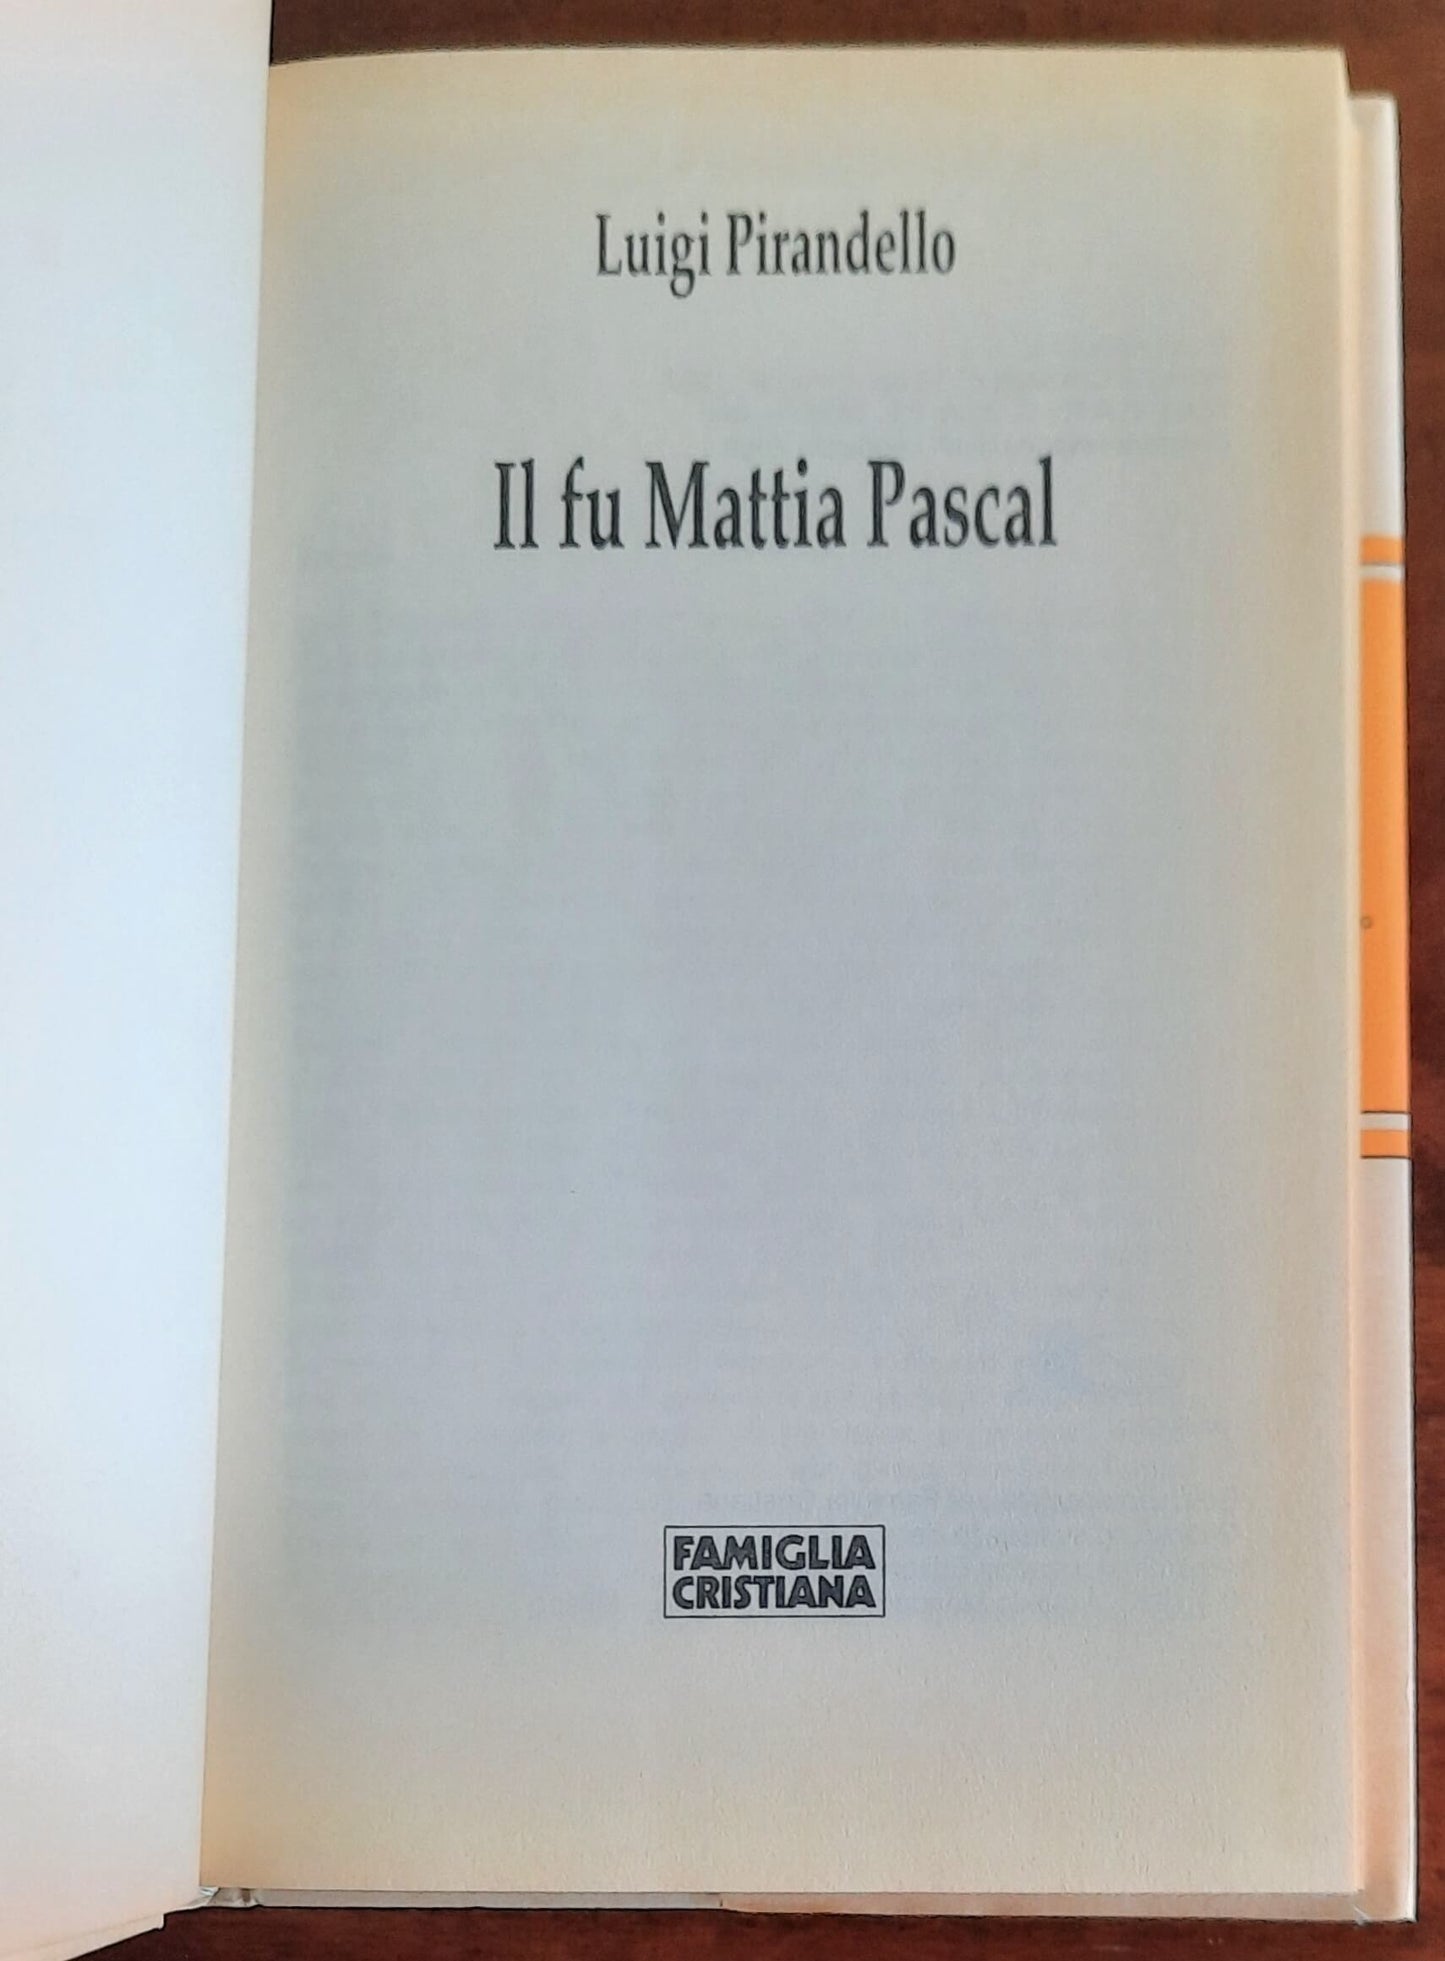 Luigi Pirandello
Il fu Mattia Pascal
FAMIGLIA
CRISTIANA